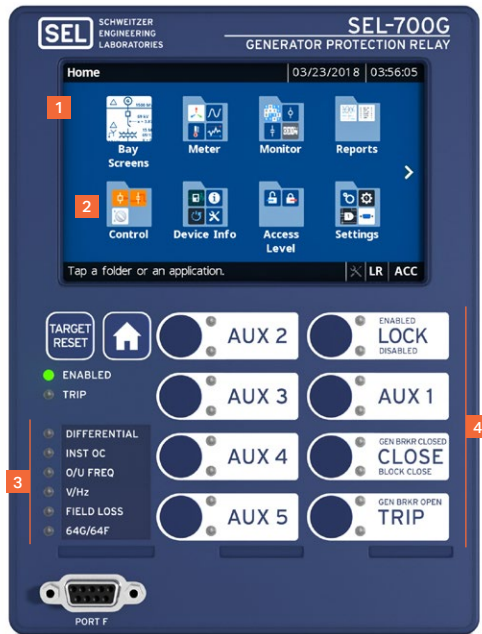 SEL
SCHWEITZER
ENGINEERING
LABORATORIES
SEL-700G
GENERATOR PROTECTION RELAY
Home
03/23/2018
03:56:05
1
Bay
Screens
Meter
Monitor
Reports
2
Control
Device Info
Access
Level
Settings
Tap a folder or an application.
LR
ACC
TARGET
RESET
ENABLED
TRIP
AUX 2
ENABLED
LOCK
DISABLED
AUX 3
AUX 1
4
3
DIFFERENTIAL
INST OC
O/U FREQ
V/Hz
FIELD LOSS
64G/64F
AUX 4
GEN BRKR CLOSED
CLOSE
BLOCK CLOSE
AUX 5
GEN BRKR OPEN
TRIP
PORT F